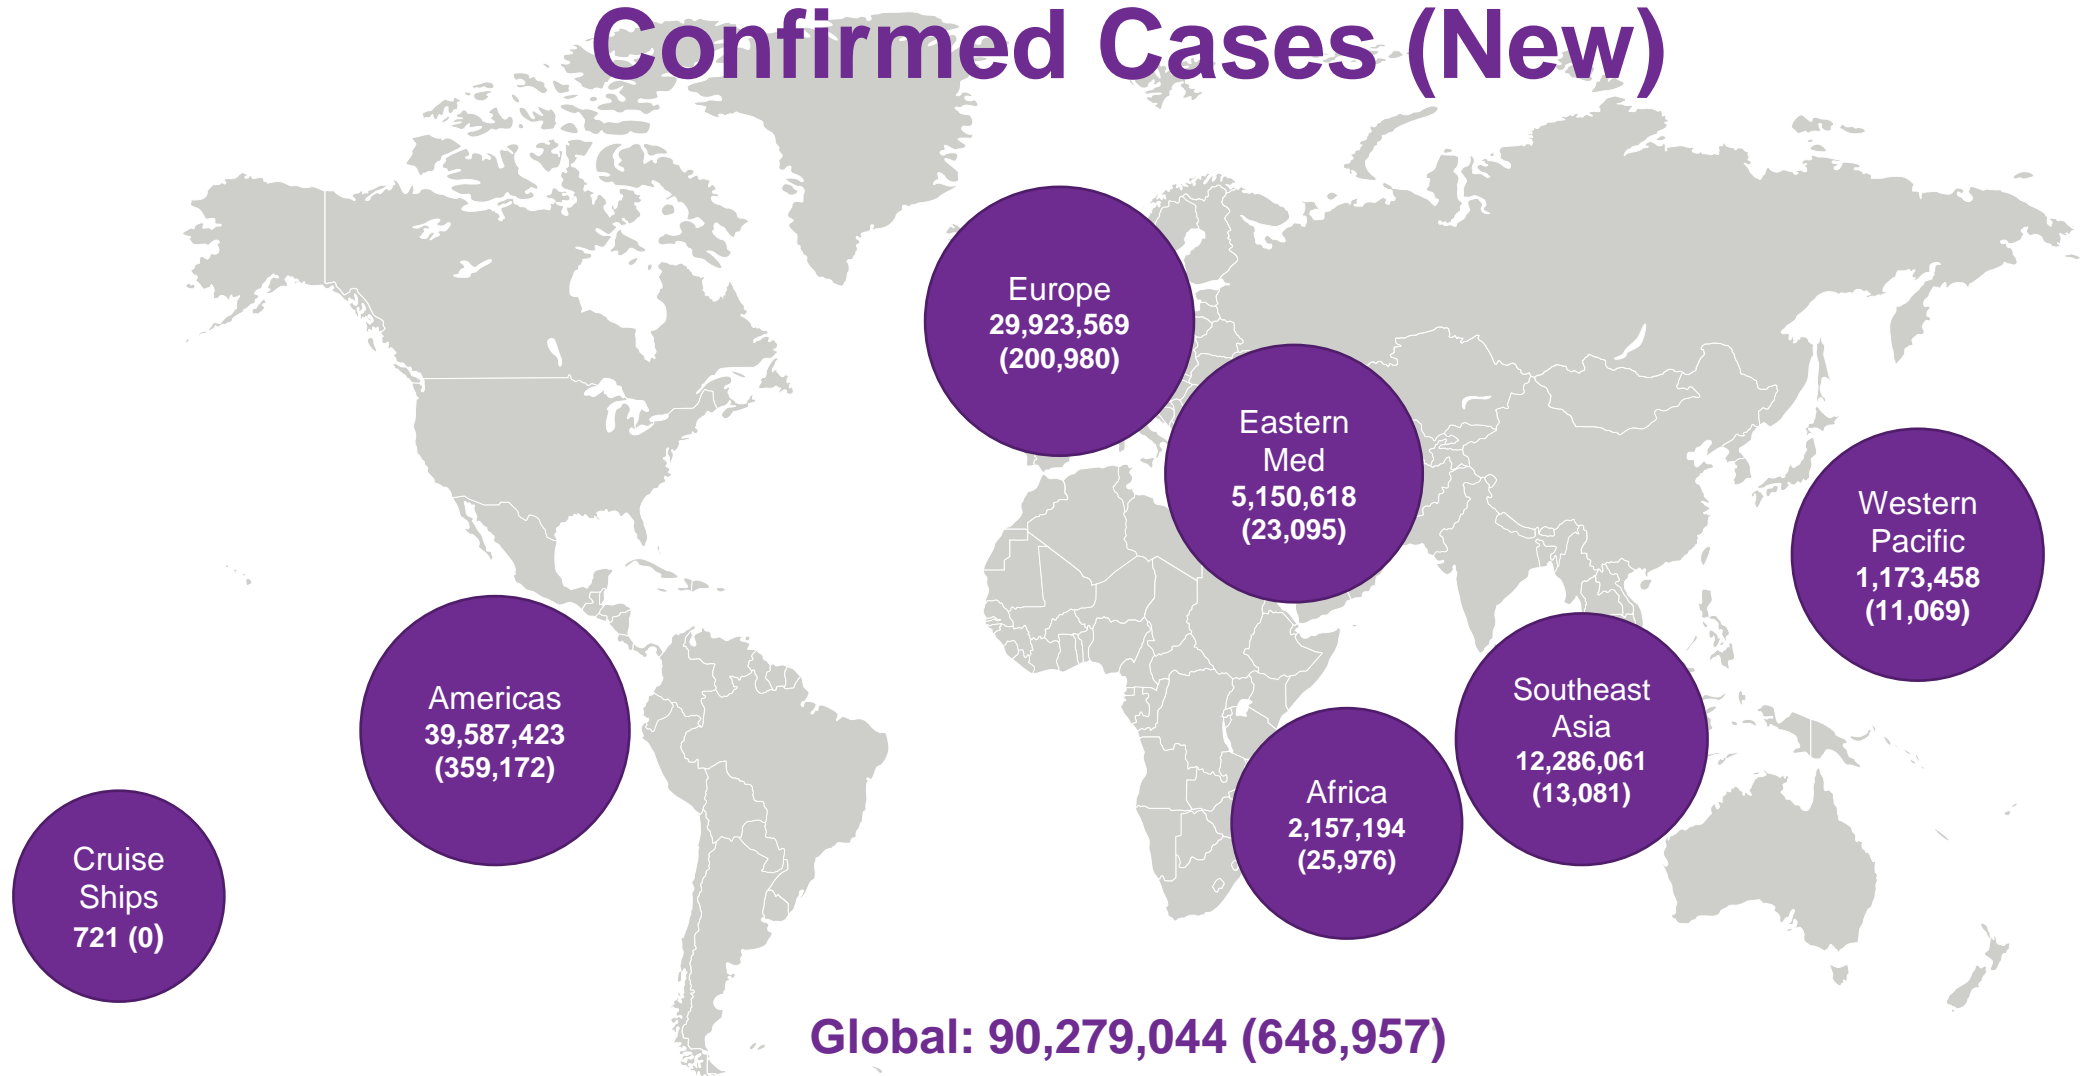 Confirmed Cases (New)
Europe
29,923,569
(200,980)
Eastern
Med
5,150,618
(23,095)
Western
Pacific
1,173,458
(11,069)
Americas
39,587,423
(359,172)
Southeast
Asia
12,286,061
(13,081)
Africa
2,157,194
(25,976)
Cruise
Ships
721 (0)
Global: 90,279,044 (648,957)